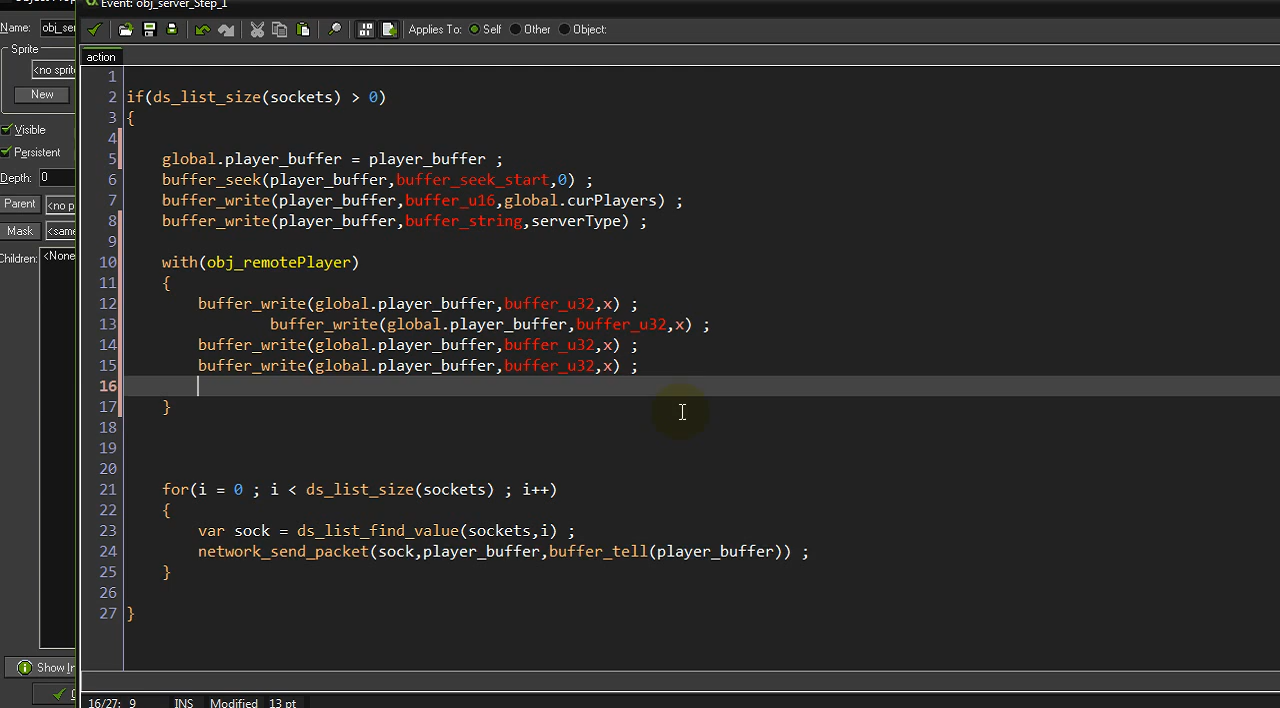 Event: obj_server_Step_1
Name: obj_ser
Applies To: Self Other Object:
Sprite
action
<no sprit
New
Visible
Persistent
Depth: 0
Parent <no p
Mask <same
Children: <None
Show In
1
2 if(ds_list_size(sockets) > 0)
3 {
4
5 global.player_buffer = player_buffer ;
6 buffer_seek(player_buffer,buffer_seek_start,0) ;
7 buffer_write(player_buffer,buffer_u16,global.curPlayers) ;
8 buffer_write(player_buffer,buffer_string,serverType) ;
9
10 with(obj_remotePlayer)
11 {
12 buffer_write(global.player_buffer,buffer_u32,x) ;
13 buffer_write(global.player_buffer,buffer_u32,x) ;
14 buffer_write(global.player_buffer,buffer_u32,x) ;
15 buffer_write(global.player_buffer,buffer_u32,x) ;
16
17 }
18
19
20
21 for(i = 0 ; i < ds_list_size(sockets) ; i++)
22 {
23 var sock = ds_list_find_value(sockets,i) ;
24 network_send_packet(sock,player_buffer,buffer_tell(player_buffer)) ;
25 }
26
27 }
16/27: 9 INS Modified 13 pt